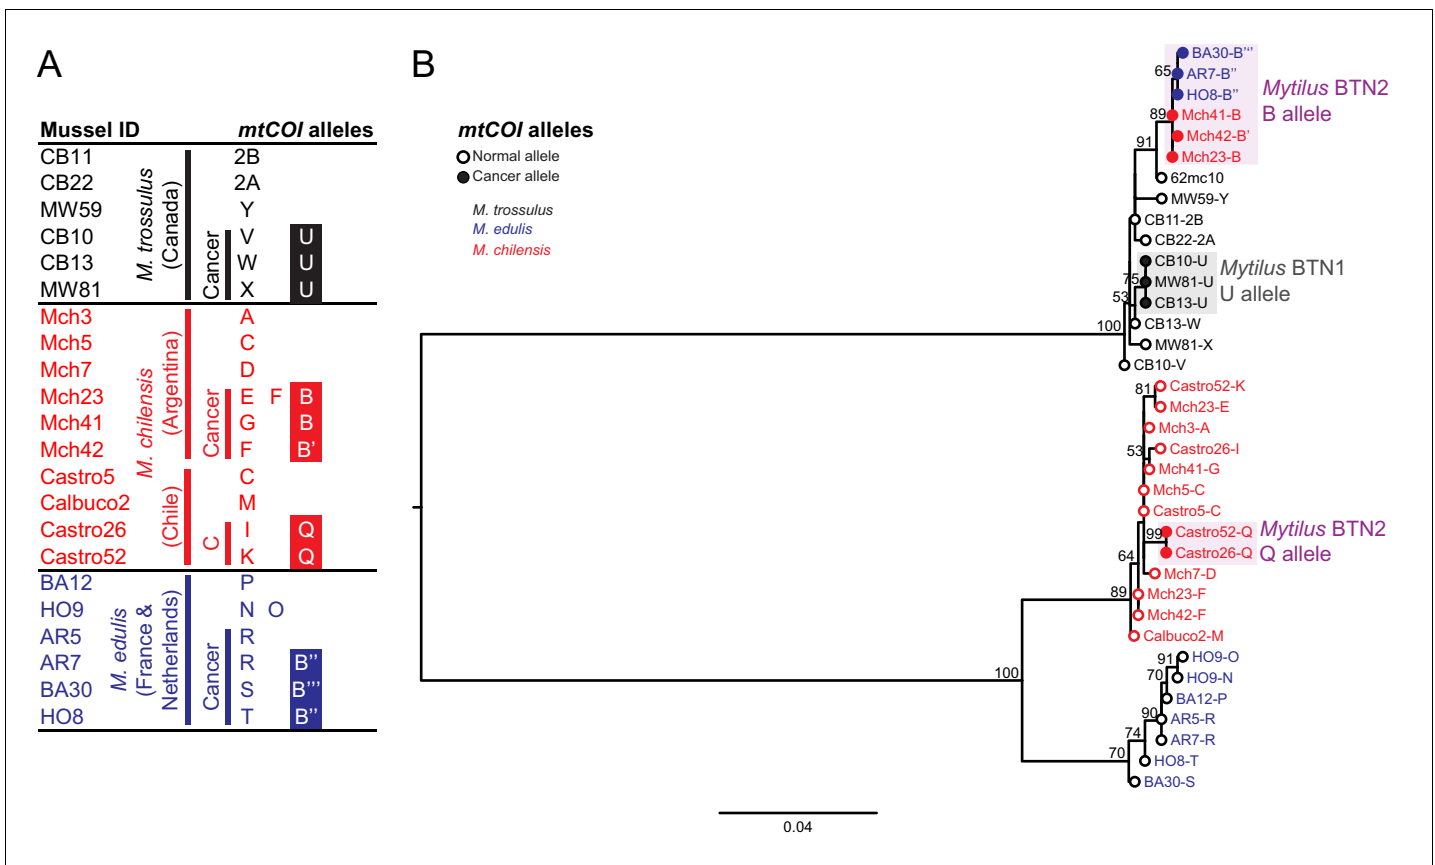 A
Mussel ID mtCOI alleles
CB11 2B
CB22 2A
MW59 Y
CB10 V U
CB13 W U
MW81 X U
M. trossulus
(Canada)
Cancer
Mch3 A
Mch5 C
Mch7 D
Mch23 E F B
Mch41 G B
Mch42 F B'
Castro5 C
Calbuco2 M
Castro26 I Q
Castro52 K Q
M. chilensis
(Argentina)
Cancer
(Chile)
C
BA12 P
HO9 N O
AR5 R
AR7 R B''
BA30 S B'''
HO8 T B''
M. edulis
(France &
Netherlands)
Cancer
B
mtCOI alleles
Normal allele
Cancer allele
M. trossulus
M. edulis
M. chilensis
BA30-B'''
65
AR7-B''
HO8-B''
Mytilus BTN2
B allele
89
Mch41-B
Mch42-B'
91
Mch23-B
62mc10
MW59-Y
CB11-2B
CB22-2A
CB10-U
75
MW81-U
53
CB13-U
Mytilus BTN1
U allele
CB13-W
100
MW81-X
CB10-V
81
Castro52-K
Mch23-E
Mch3-A
53
Castro26-I
Mch41-G
Mch5-C
Castro5-C
99
Castro52-Q
Castro26-Q
Mytilus BTN2
Q allele
64
Mch7-D
89
Mch23-F
Mch42-F
Calbuco2-M
100
91
HO9-O
70
HO9-N
BA12-P
90
AR5-R
74
AR7-R
70
HO8-T
BA30-S
0.04